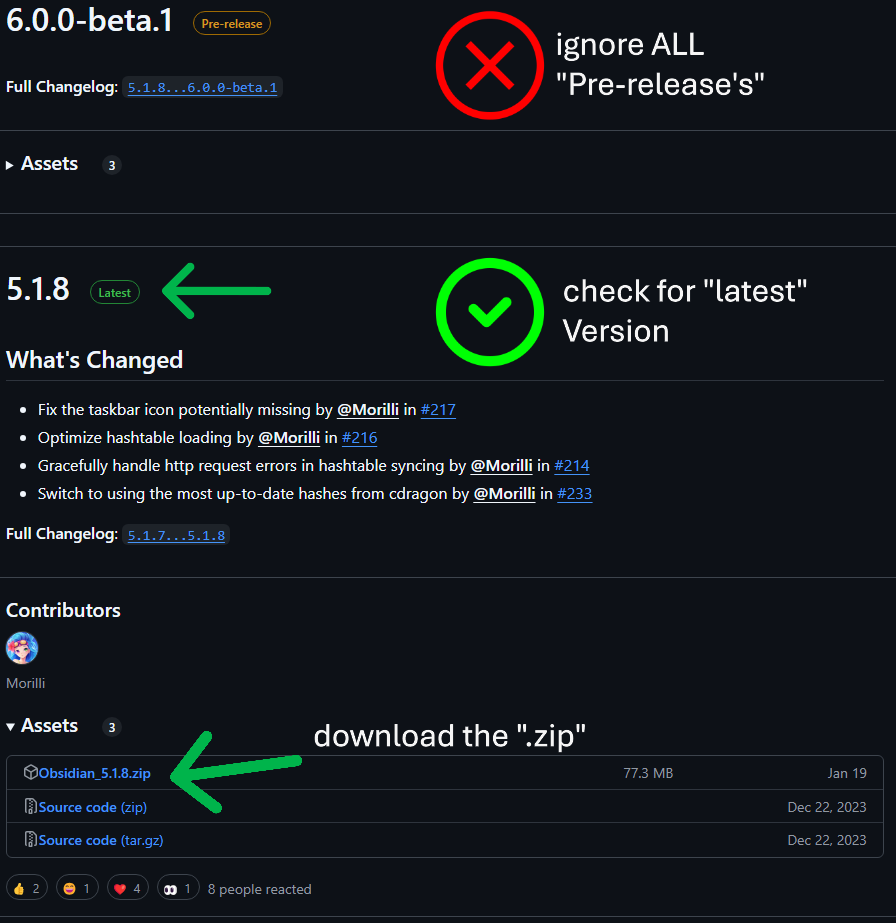 6.0.0-beta.1 Pre-release
ignore ALL
"Pre-release's"
Full Changelog: 5.1.8...6.0.0-beta.1
Assets 3
5.1.8 Latest
check for "latest"
Version
What's Changed
Fix the taskbar icon potentially missing by @Morilli in #217
Optimize hashtable loading by @Morilli in #216
Gracefully handle http request errors in hashtable syncing by @Morilli in #214
Switch to using the most up-to-date hashes from cdragon by @Morilli in #233
Full Changelog: 5.1.7...5.1.8
Contributors
Morilli
Assets 3
download the ".zip"
Obsidian_5.1.8.zip 77.3 MB Jan 19
Source code (zip) Dec 22, 2023
Source code (tar.gz) Dec 22, 2023
👍 2 😄 1 ❤️ 4 👀 1 8 people reacted